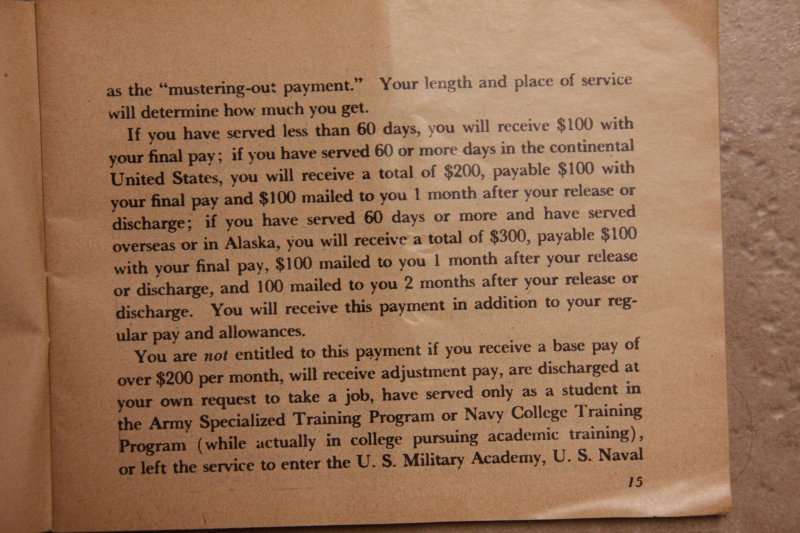 as the “mustering-out payment.” Your length and place of service
will determine how much you get.
If you have served less than 60 days, you will receive $100 with
your final pay; if you have served 60 or more days in the continental
United States, you will receive a total of $200, payable $100 with
your final pay and $100 mailed to you 1 month after your release or
discharge; if you have served 60 days or more and have served
overseas or in Alaska, you will receive a total of $300, payable $100
with your final pay, $100 mailed to you 1 month after your release
or discharge, and 100 mailed to you 2 months after your release or
discharge. You will receive this payment in addition to your reg-
ular pay and allowances.
You are not entitled to this payment if you receive a base pay of
over $200 per month, will receive adjustment pay, are discharged at
your own request to take a job, have served only as a student in
the Army Specialized Training Program or Navy College Training
Program (while actually in college pursuing academic training),
or left the service to enter the U. S. Military Academy, U. S. Naval
15